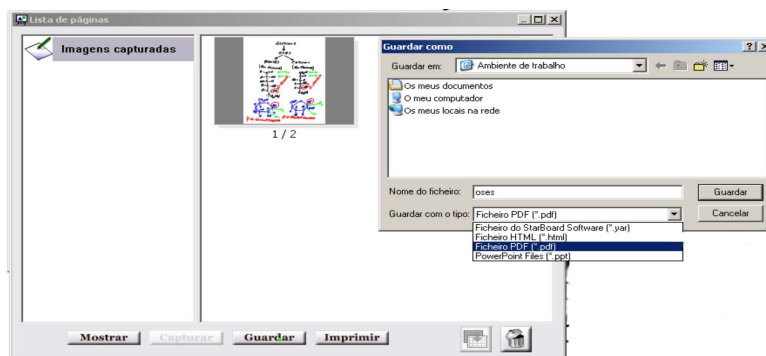 Lista de páginas
Imagens capturadas
1 / 2
Mostrar
Capturar
Guardar
Imprimir
Guardar como
Guardar em:
Ambiente de trabalho
Os meus documentos
O meu computador
Os meus locais na rede
Nome do ficheiro:
oses
Guardar
Guardar com o tipo:
Ficheiro PDF (*.pdf)
Cancelar
Ficheiro do StarBoard Software (*.yar)
Ficheiro HTML (*.html)
Ficheiro PDF (*.pdf)
PowerPoint Files (*.ppt)